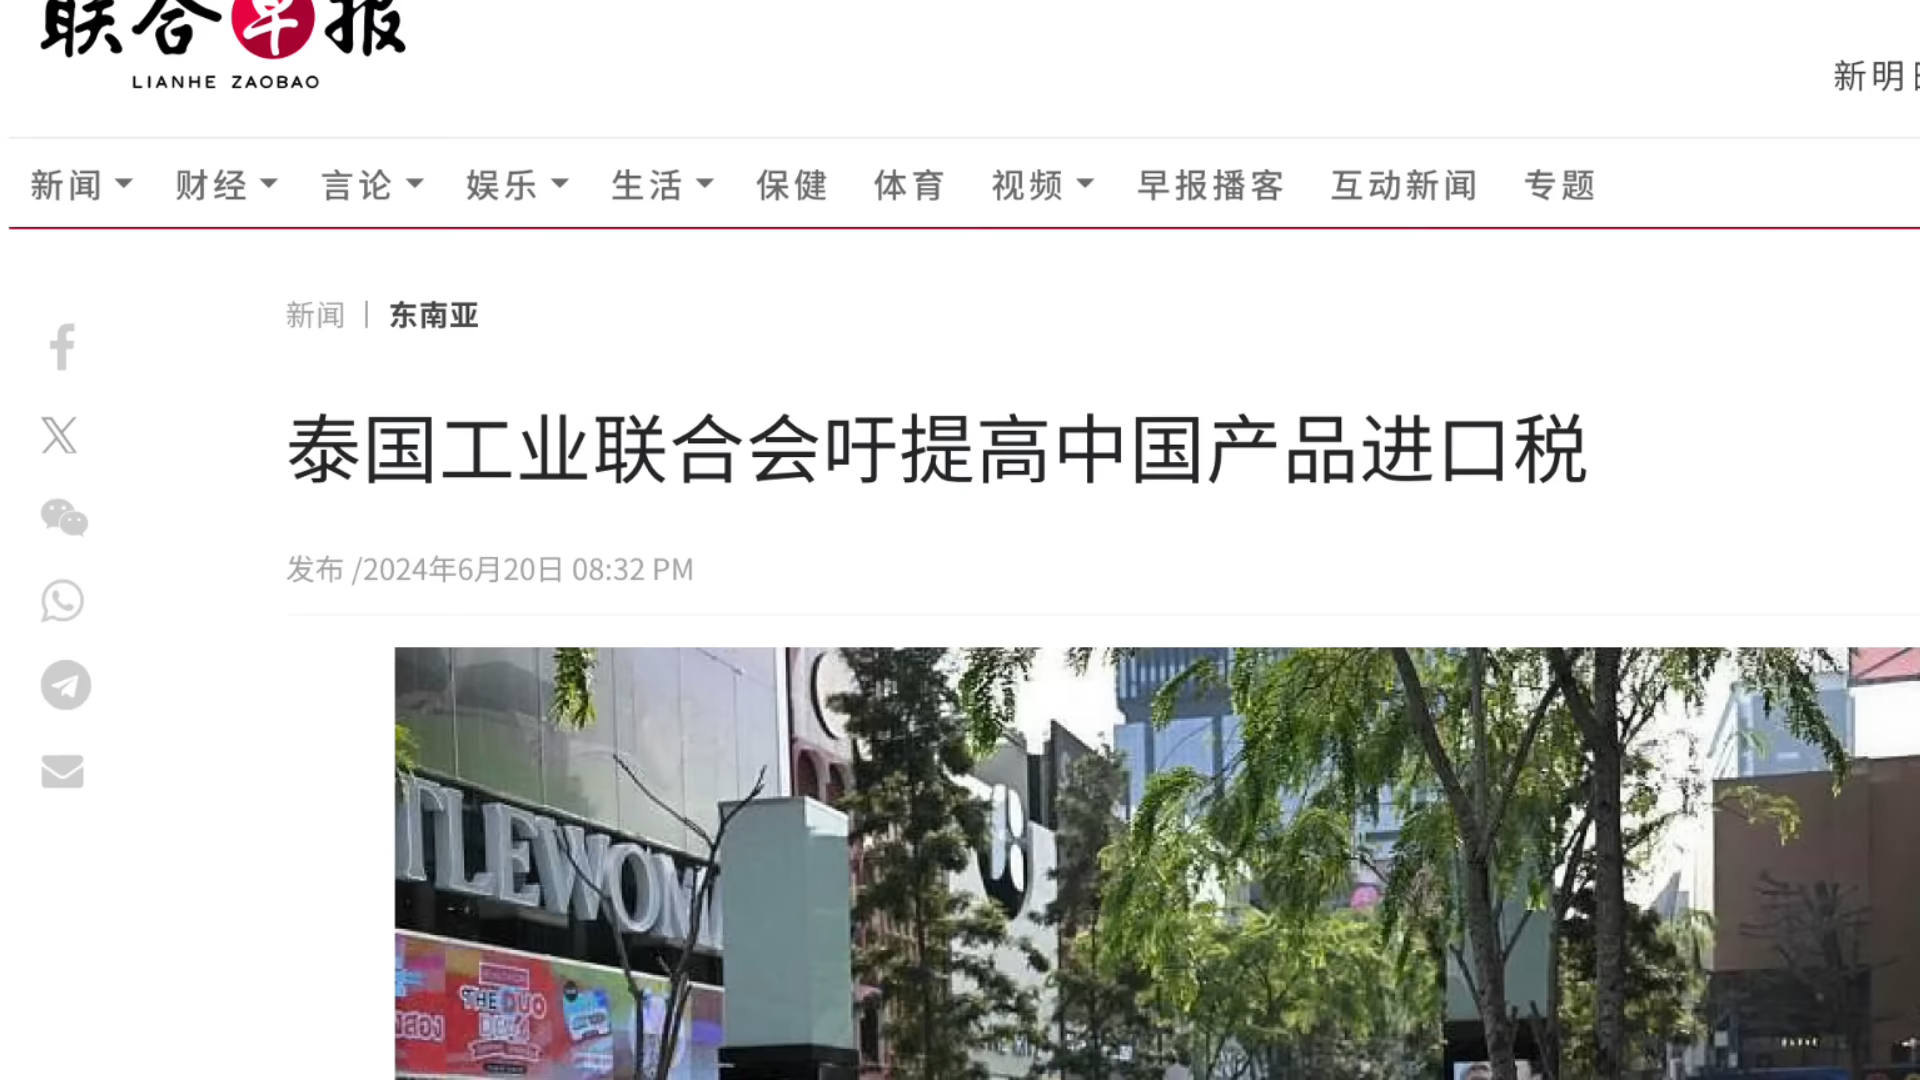 联合早报
LIANHE ZAOBAO
新明日
新闻 财经 言论 娱乐 生活 保健 体育 视频 早报播客 互动新闻 专题
新闻 | 东南亚
泰国工业联合会吁提高中国产品进口税
发布 /2024年6月20日 08:32 PM
TLEWON
THE DUO